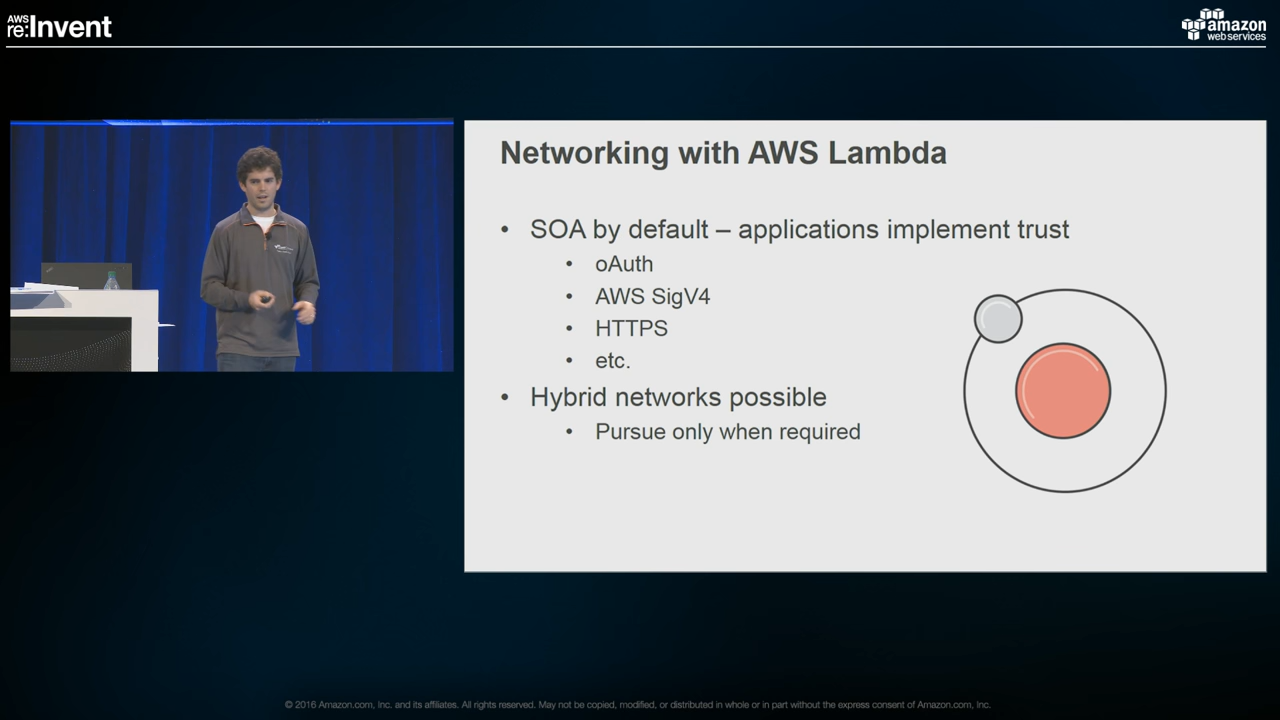 AWS
re:Invent
amazon
web services
Networking with AWS Lambda
• SOA by default – applications implement trust
• oAuth
• AWS SigV4
• HTTPS
• etc.
• Hybrid networks possible
• Pursue only when required
© 2016 Amazon.com, Inc. and its affiliates. All rights reserved. May not be copied, modified, or distributed in whole or in part without the express consent of Amazon.com, Inc.